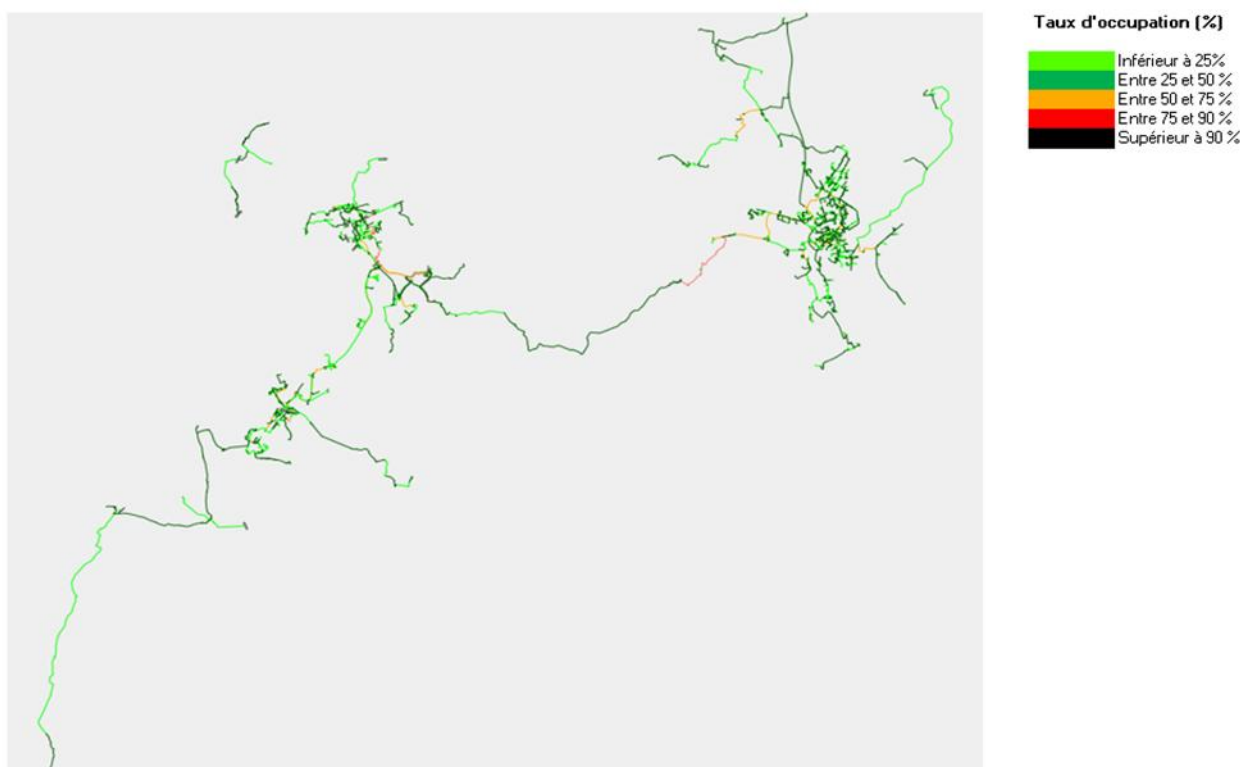 Taux d'occupation (%)
Inférieur à 25%
Entre 25 et 50 %
Entre 50 et 75 %
Entre 75 et 90 %
Supérieur à 90 %